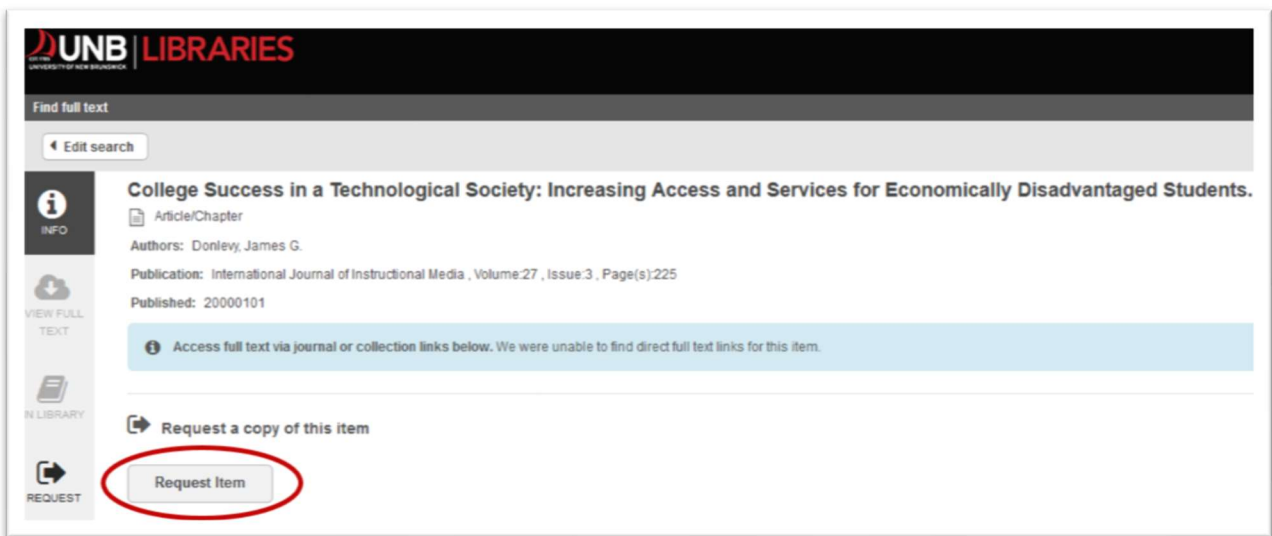 UNB | LIBRARIES
UNIVERSITY OF NEW BRUNSWICK
Find full text
Edit search
INFO
College Success in a Technological Society: Increasing Access and Services for Economically Disadvantaged Students.
Article/Chapter
Authors: Donlevy, James G.
Publication: International Journal of Instructional Media , Volume:27 , Issue:3 , Page(s):225
Published: 20000101
VIEW FULL
TEXT
Access full text via journal or collection links below. We were unable to find direct full text links for this item.
N LIBRARY
Request a copy of this item
REQUEST
Request Item